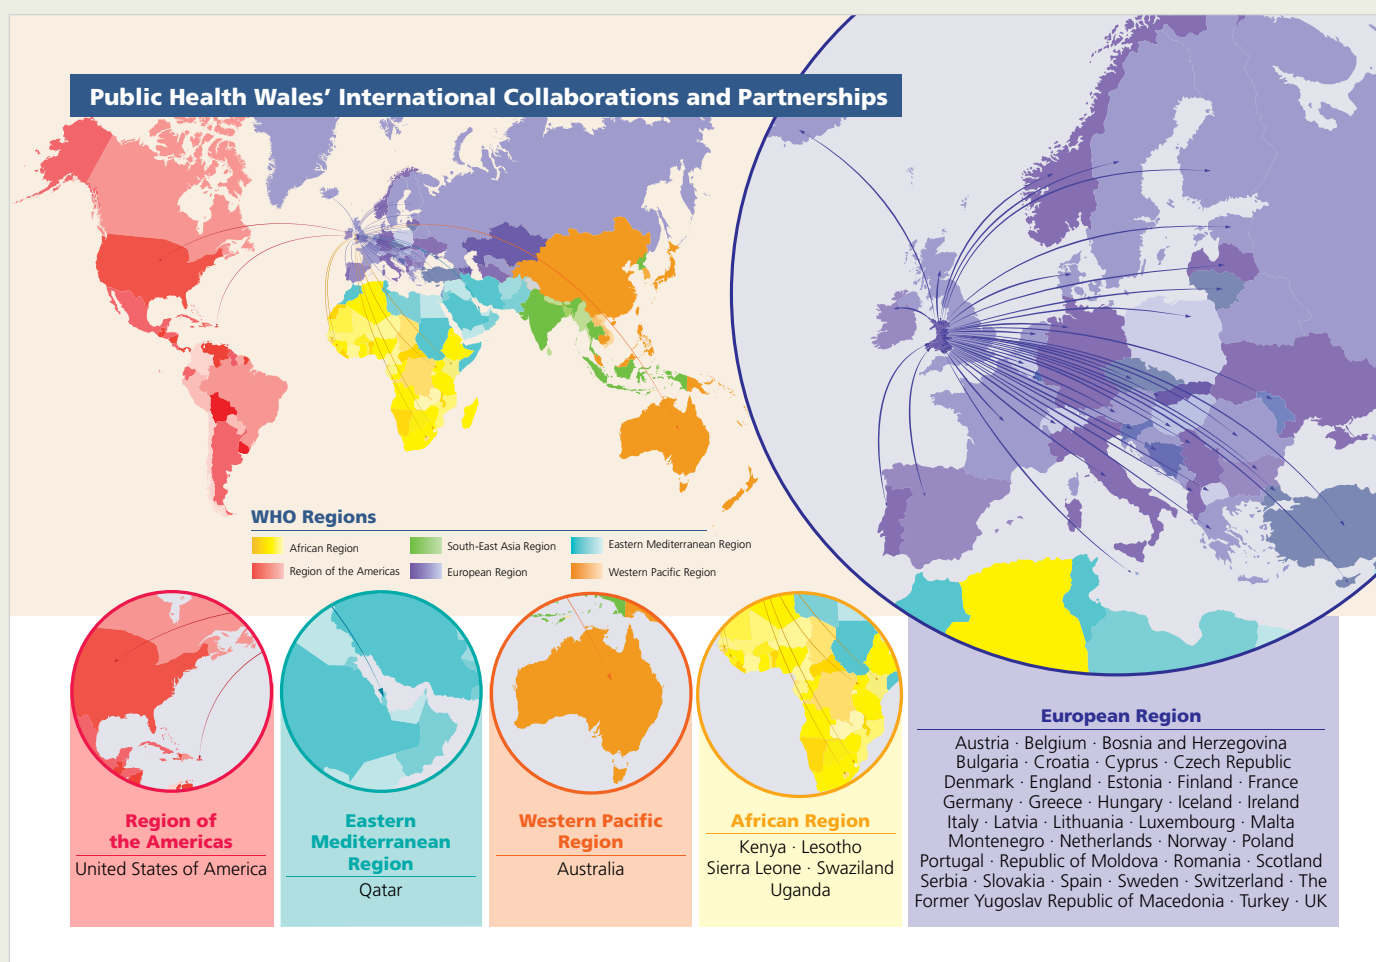 Public Health Wales’ International Collaborations and Partnerships
WHO Regions
African Region
South-East Asia Region
Eastern Mediterranean Region
Region of the Americas
European Region
Western Pacific Region
Region of
the Americas
United States of America
Eastern
Mediterranean
Region
Qatar
Western Pacific
Region
Australia
African Region
Kenya · Lesotho
Sierra Leone · Swaziland
Uganda
European Region
Austria · Belgium · Bosnia and Herzegovina
Bulgaria · Croatia · Cyprus · Czech Republic
Denmark · England · Estonia · Finland · France
Germany · Greece · Hungary · Iceland · Ireland
Italy · Latvia · Lithuania · Luxembourg · Malta
Montenegro · Netherlands · Norway · Poland
Portugal · Republic of Moldova · Romania · Scotland
Serbia · Slovakia · Spain · Sweden · Switzerland · The
Former Yugoslav Republic of Macedonia · Turkey · UK